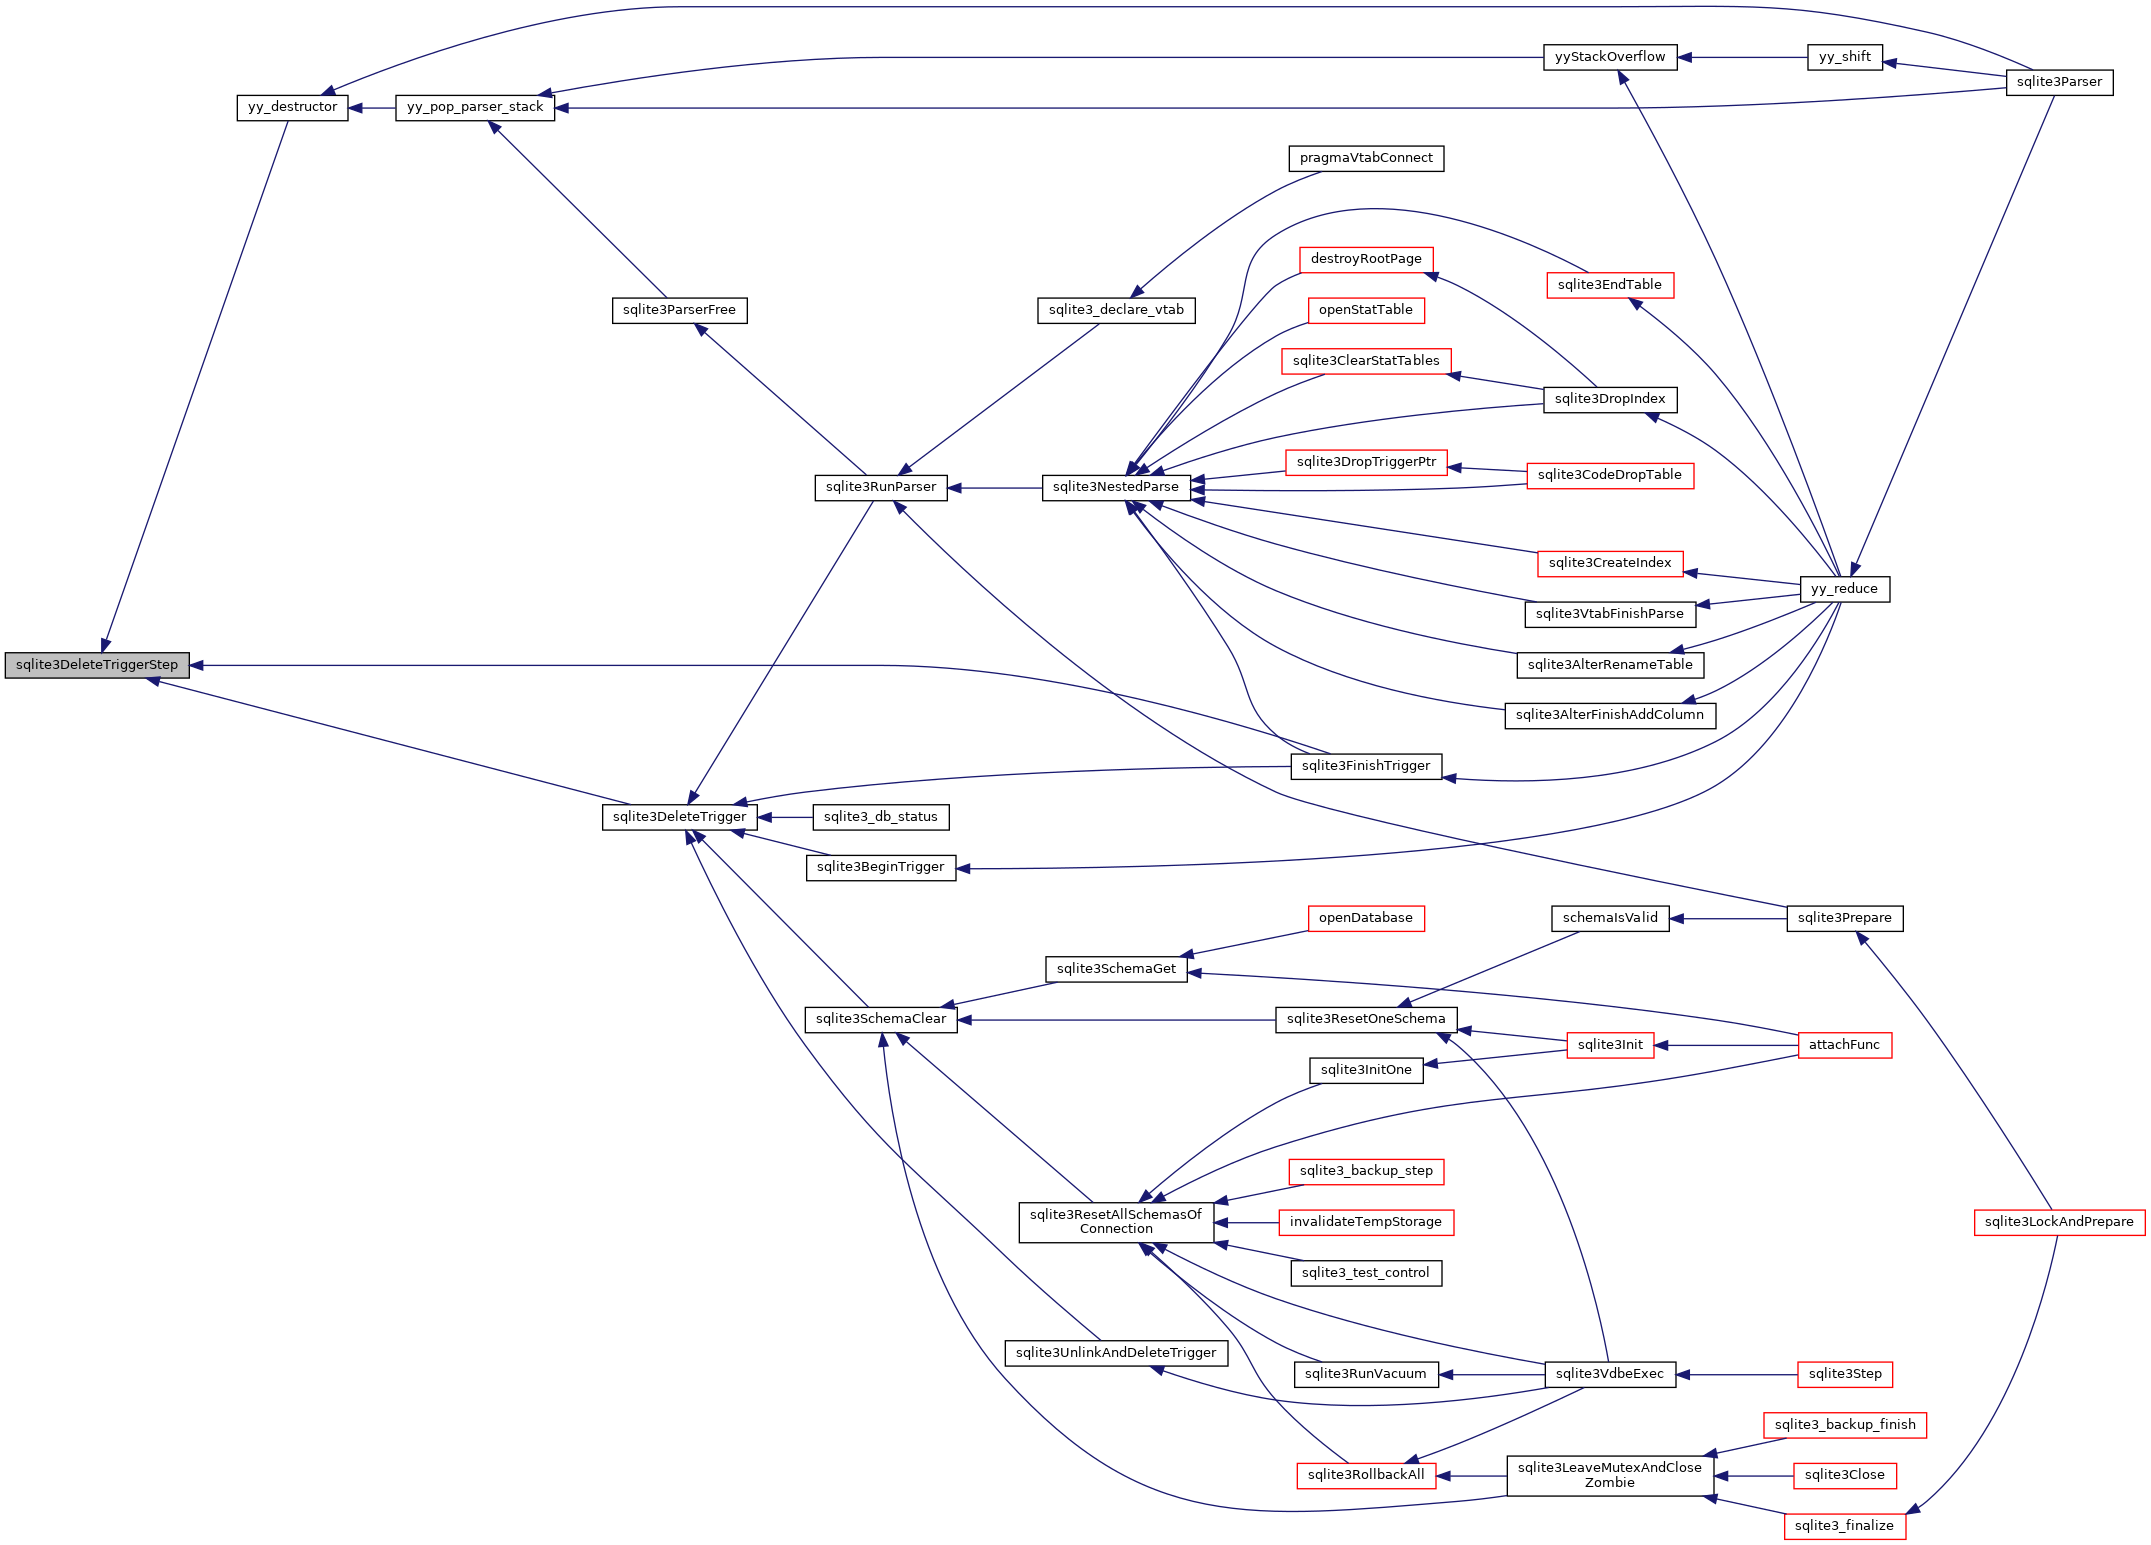 yyStackOverflow
yy_shift
sqlite3Parser
yy_destructor
yy_pop_parser_stack
pragmaVtabConnect
destroyRootPage
sqlite3EndTable
sqlite3ParserFree
sqlite3_declare_vtab
openStatTable
sqlite3ClearStatTables
sqlite3DropIndex
sqlite3DropTriggerPtr
sqlite3CodeDropTable
sqlite3RunParser
sqlite3NestedParse
sqlite3CreateIndex
yy_reduce
sqlite3VtabFinishParse
sqlite3DeleteTriggerStep
sqlite3AlterRenameTable
sqlite3AlterFinishAddColumn
sqlite3FinishTrigger
sqlite3DeleteTrigger
sqlite3_db_status
sqlite3BeginTrigger
openDatabase
schemaIsValid
sqlite3Prepare
sqlite3SchemaGet
sqlite3SchemaClear
sqlite3ResetOneSchema
sqlite3Init
attachFunc
sqlite3InitOne
sqlite3_backup_step
sqlite3ResetAllSchemasOf
Connection
invalidateTempStorage
sqlite3LockAndPrepare
sqlite3_test_control
sqlite3UnlinkAndDeleteTrigger
sqlite3RunVacuum
sqlite3VdbeExec
sqlite3Step
sqlite3_backup_finish
sqlite3RollbackAll
sqlite3LeaveMutexAndClose
Zombie
sqlite3Close
sqlite3_finalize